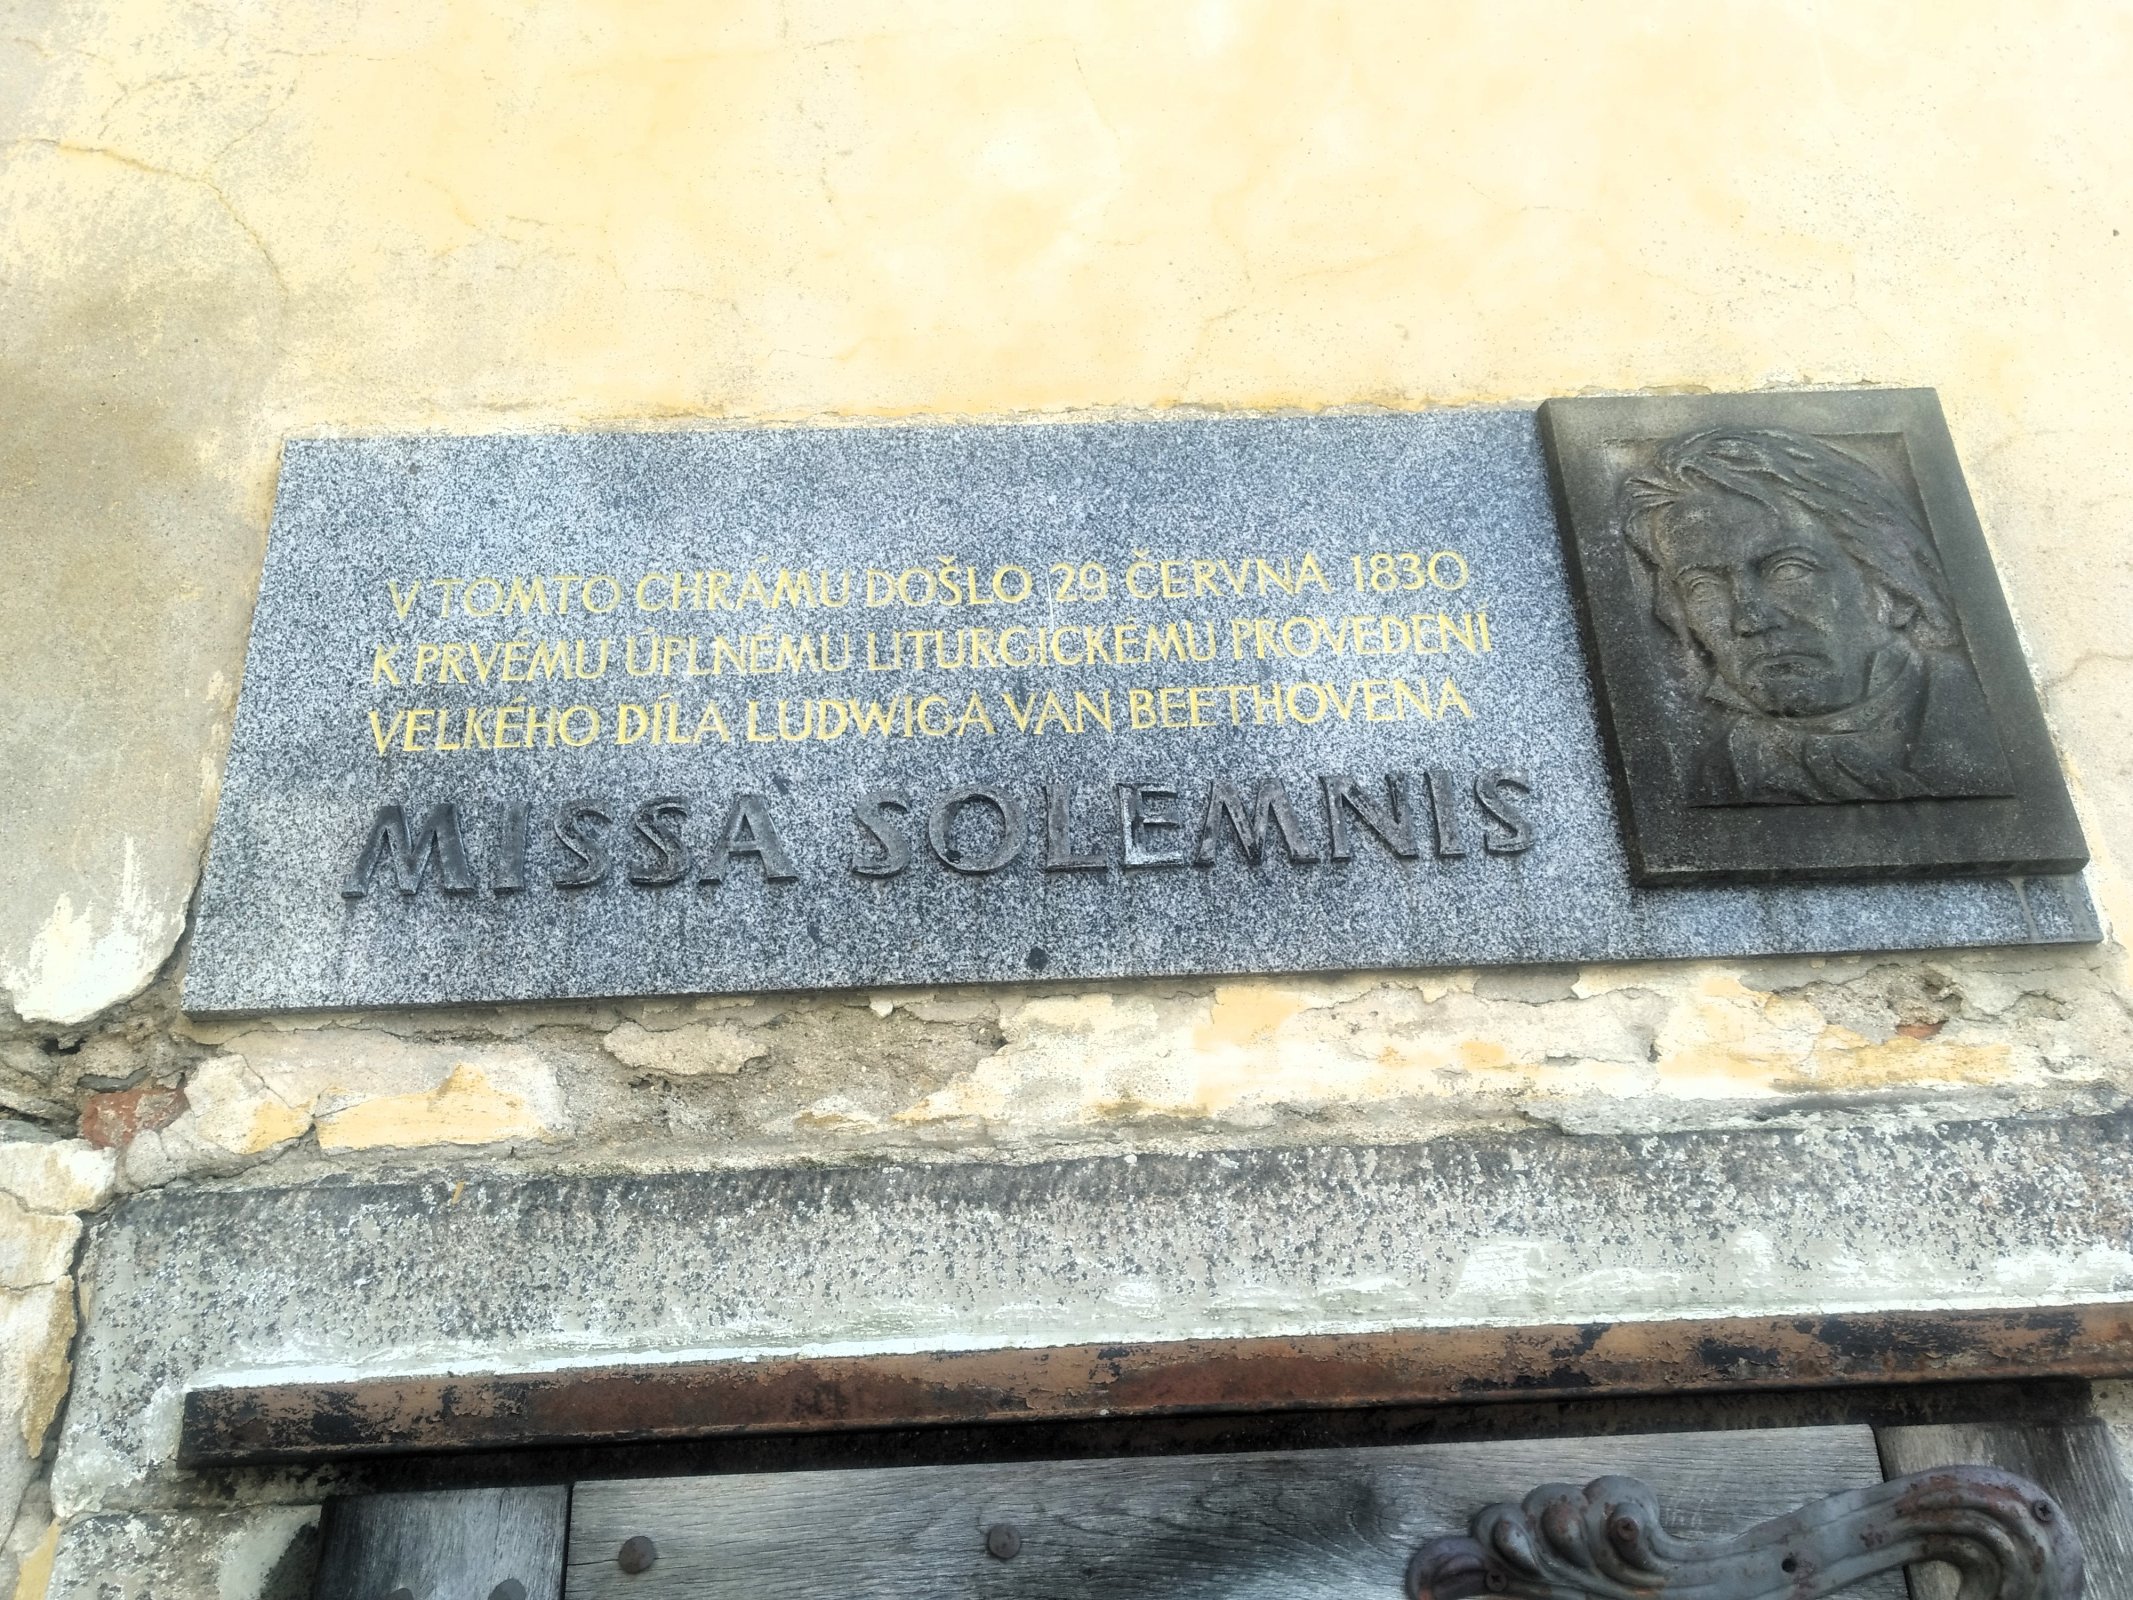 V TOMTO CHRÁMU DOŠLO 29 ČERVNA 1830
K PRVÉMU ÚPLNÉMU LITURGICKÉMU PROVEDENÍ
VELKÉHO DÍLA LUDWIGA VAN BEETHOVENA
MISSA SOLEMNIS